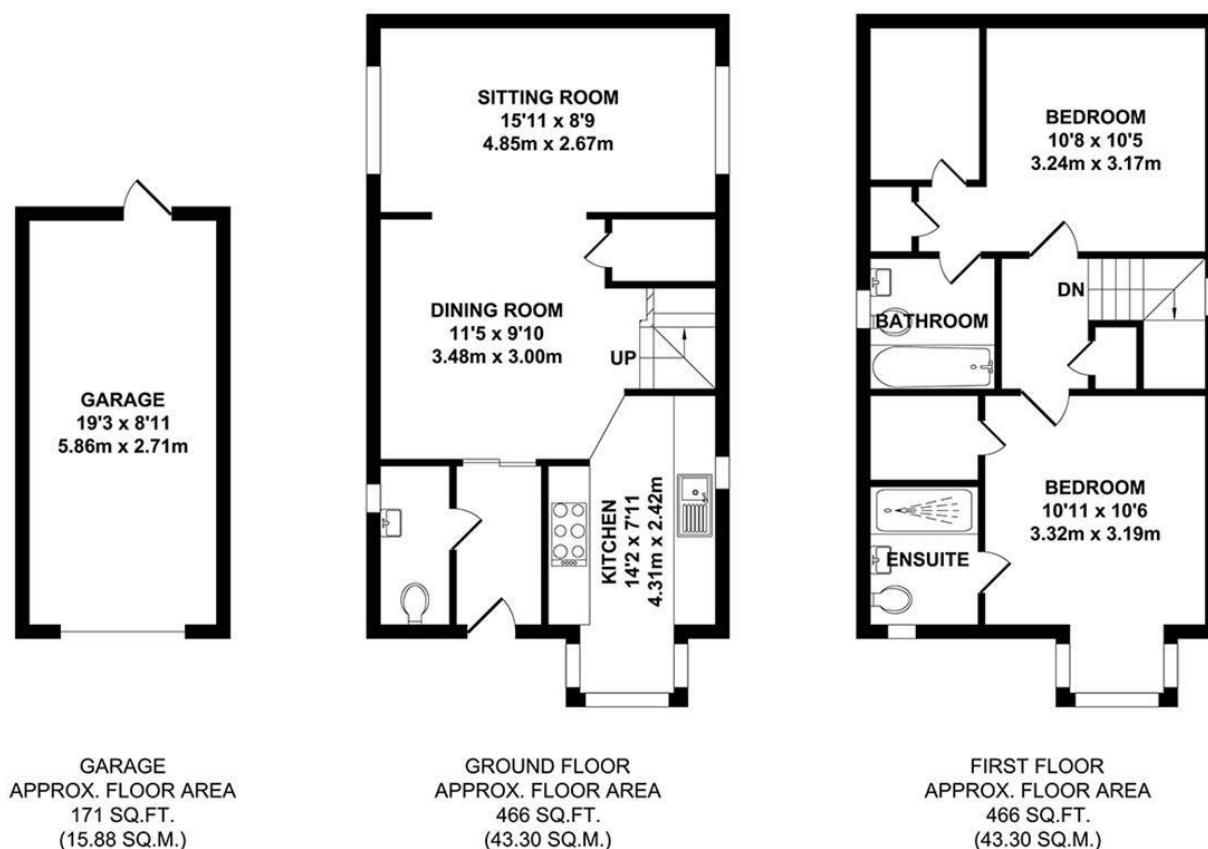 GARAGE
19'3 x 8'11
5.86m x 2.71m
GARAGE
APPROX. FLOOR AREA
171 SQ.FT.
(15.88 SQ.M.)
SITTING ROOM
15'11 x 8'9
4.85m x 2.67m
DINING ROOM
11'5 x 9'10
3.48m x 3.00m
UP
KITCHEN
14'2 x 7'11
4.31m x 2.42m
GROUND FLOOR
APPROX. FLOOR AREA
466 SQ.FT.
(43.30 SQ.M.)
BEDROOM
10'8 x 10'5
3.24m x 3.17m
DN
BATHROOM
BEDROOM
10'11 x 10'6
3.32m x 3.19m
ENSUITE
FIRST FLOOR
APPROX. FLOOR AREA
466 SQ.FT.
(43.30 SQ.M.)